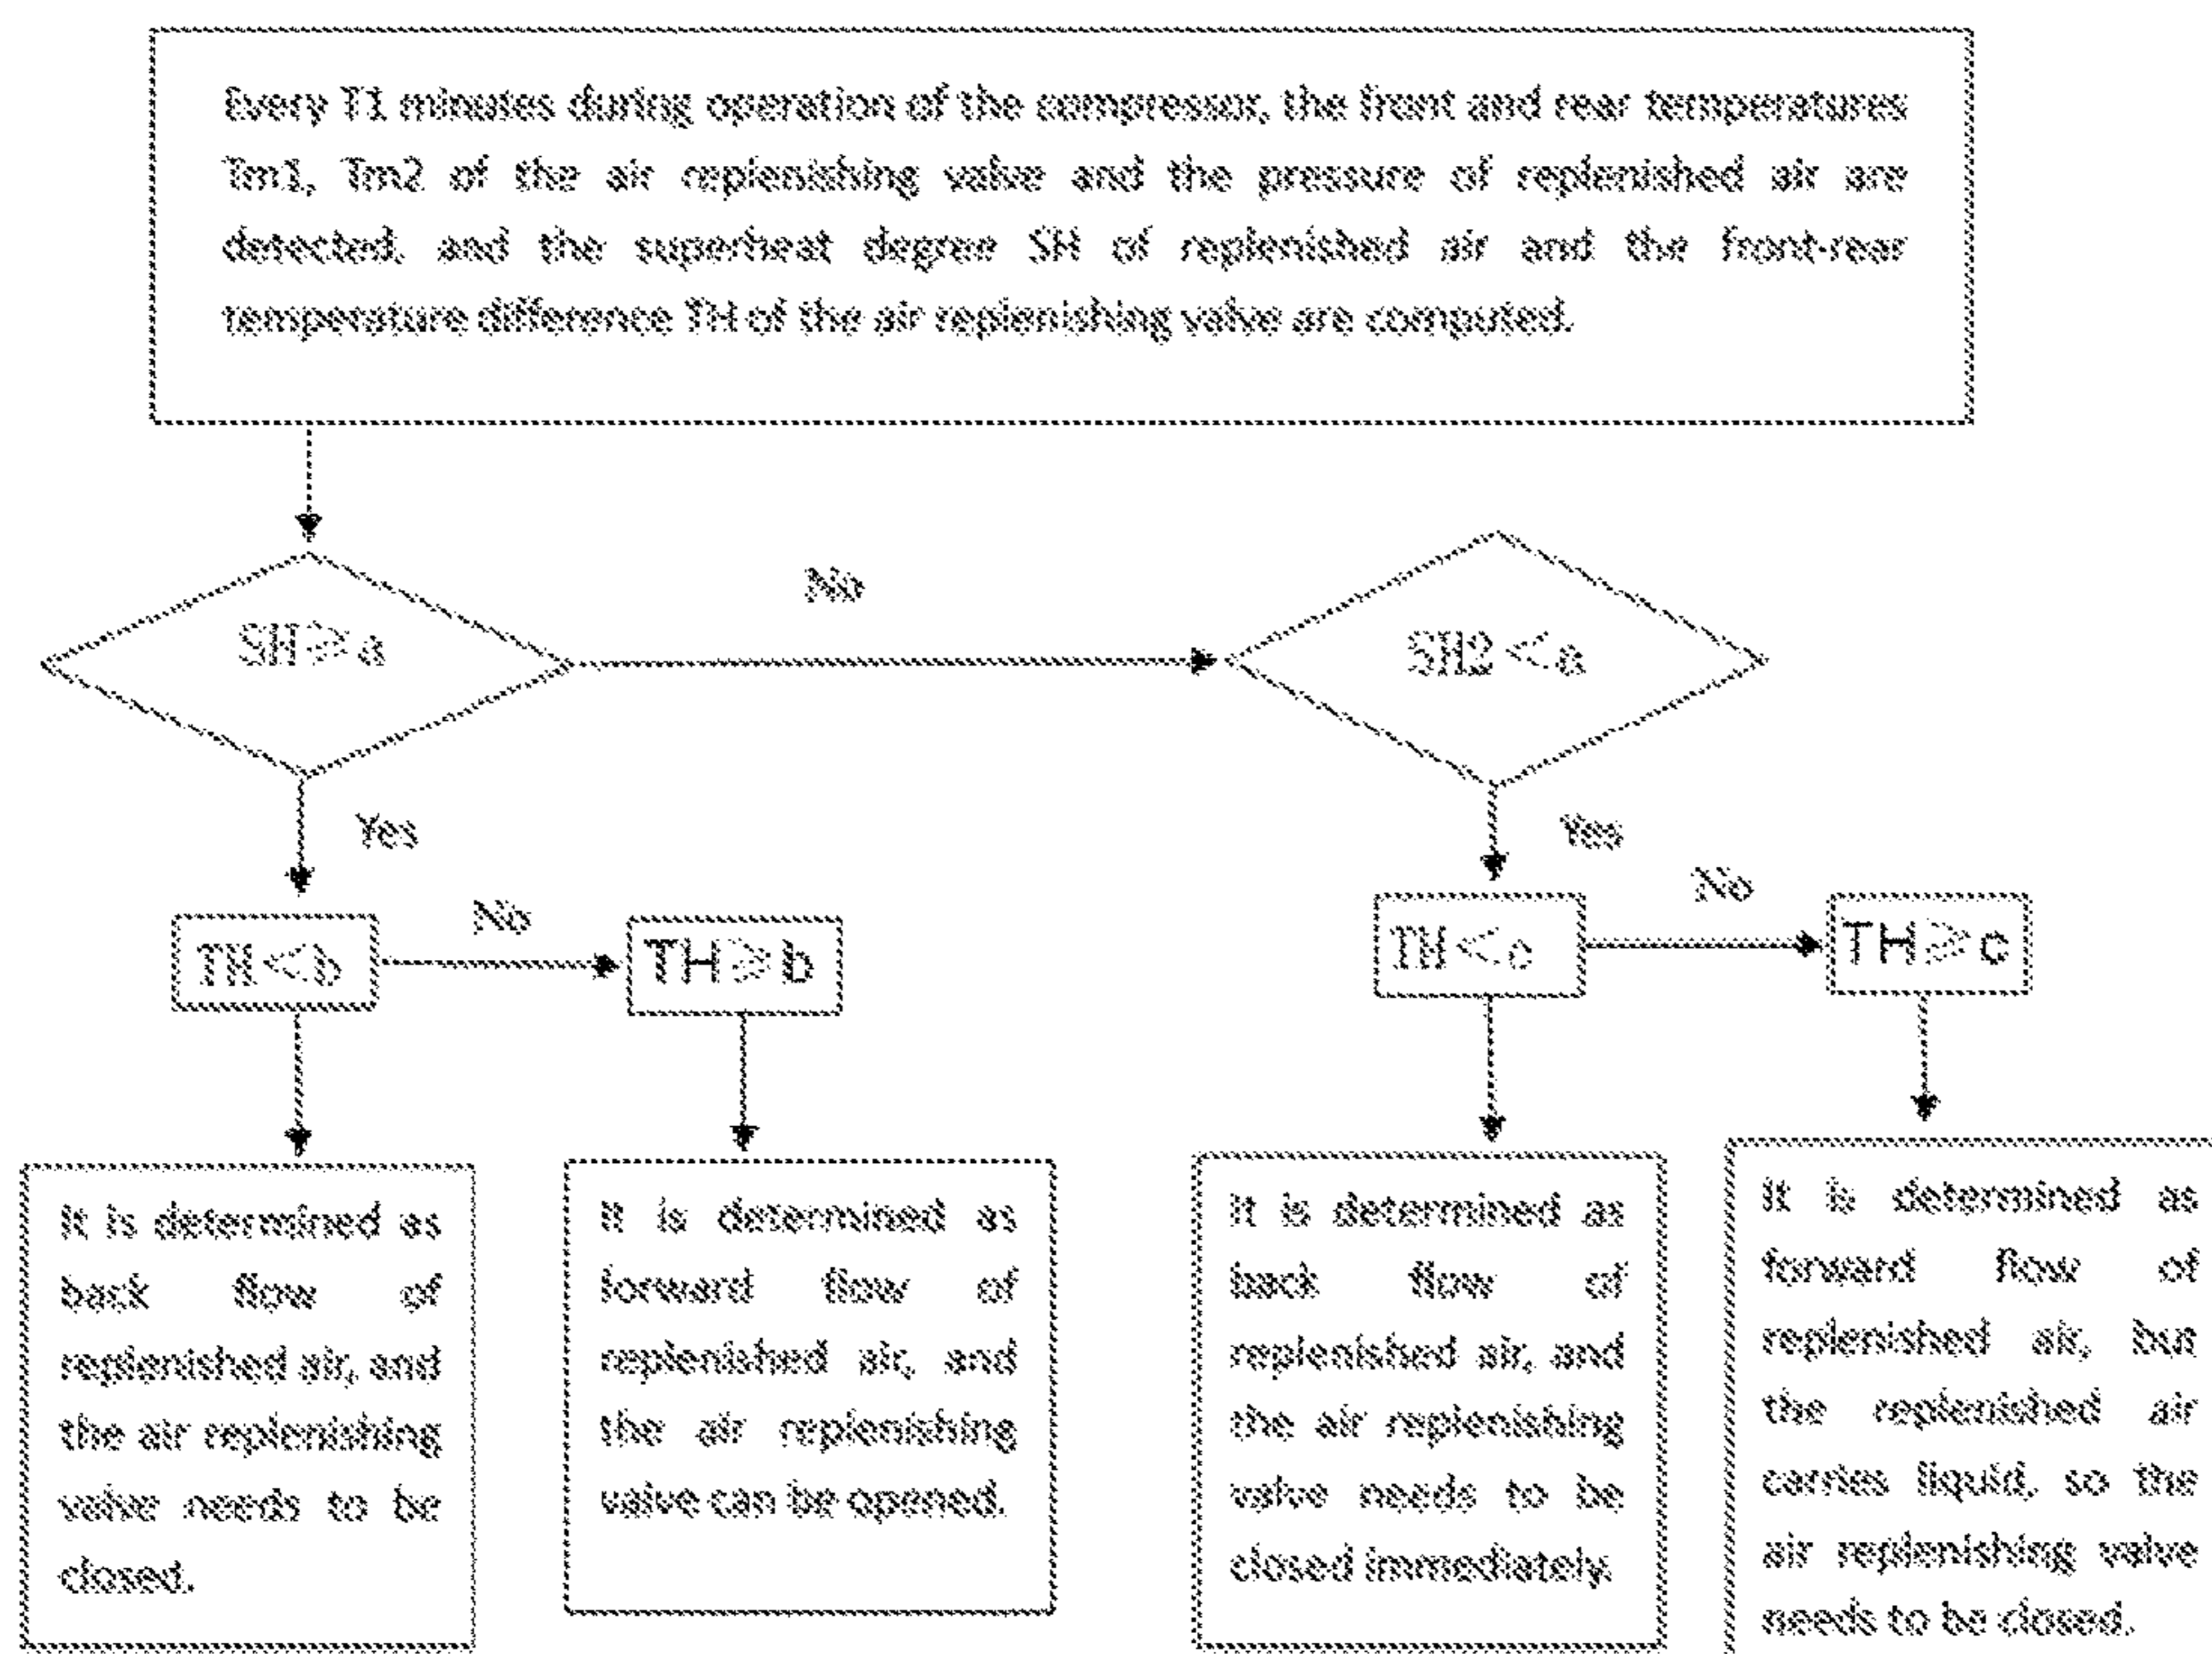 Every T1 minutes during operation of the compressor, the front and rear temperatures
Tm1, Tm2 of the air replenishing valve and the pressure of replenished air are
detected, and the superheat degree SH of replenished air and the front-rear
temperature difference TH of the air replenishing valve are computed.
SH≥a
No
SH2<a
Yes
Yes
TH<b
No
TH≥b
TH<c
No
TH≥c
It is determined as
back flow of
replenished air, and
the air replenishing
valve needs to be
closed.
It is determined as
forward flow of
replenished air, and
the air replenishing
valve can be opened.
It is determined as
back flow of
replenished air, and
the air replenishing
valve needs to be
closed immediately.
It is determined as
forward flow of
replenished air, but
the replenished air
carries liquid, so the
air replenishing valve
needs to be closed.